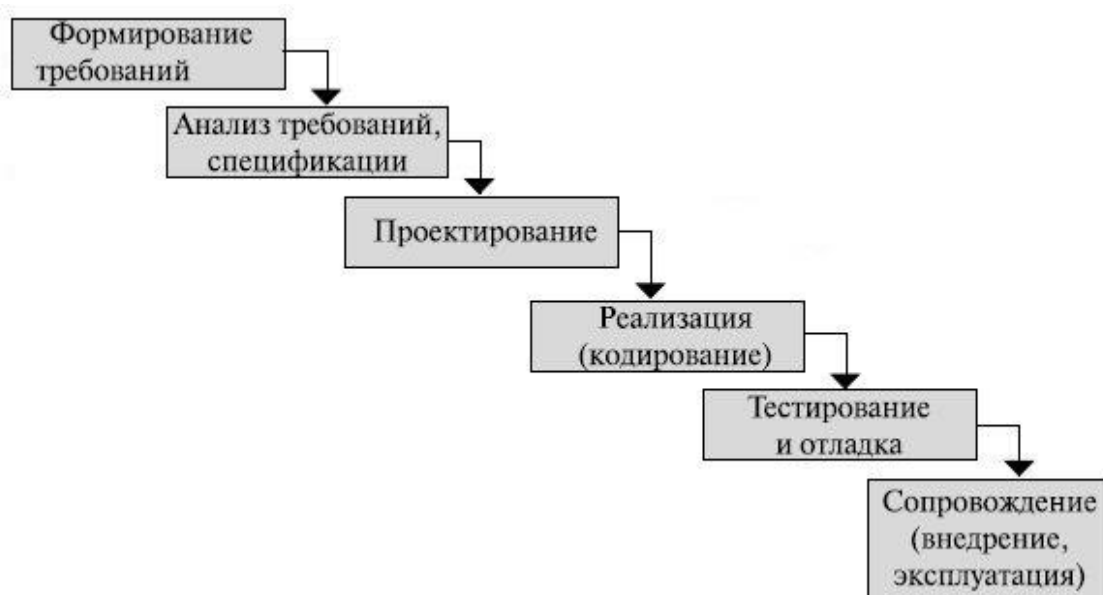 Формирование
требований
Анализ требований,
спецификации
Проектирование
Реализация
(кодирование)
Тестирование
и отладка
Сопровождение
(внедрение,
эксплуатация)